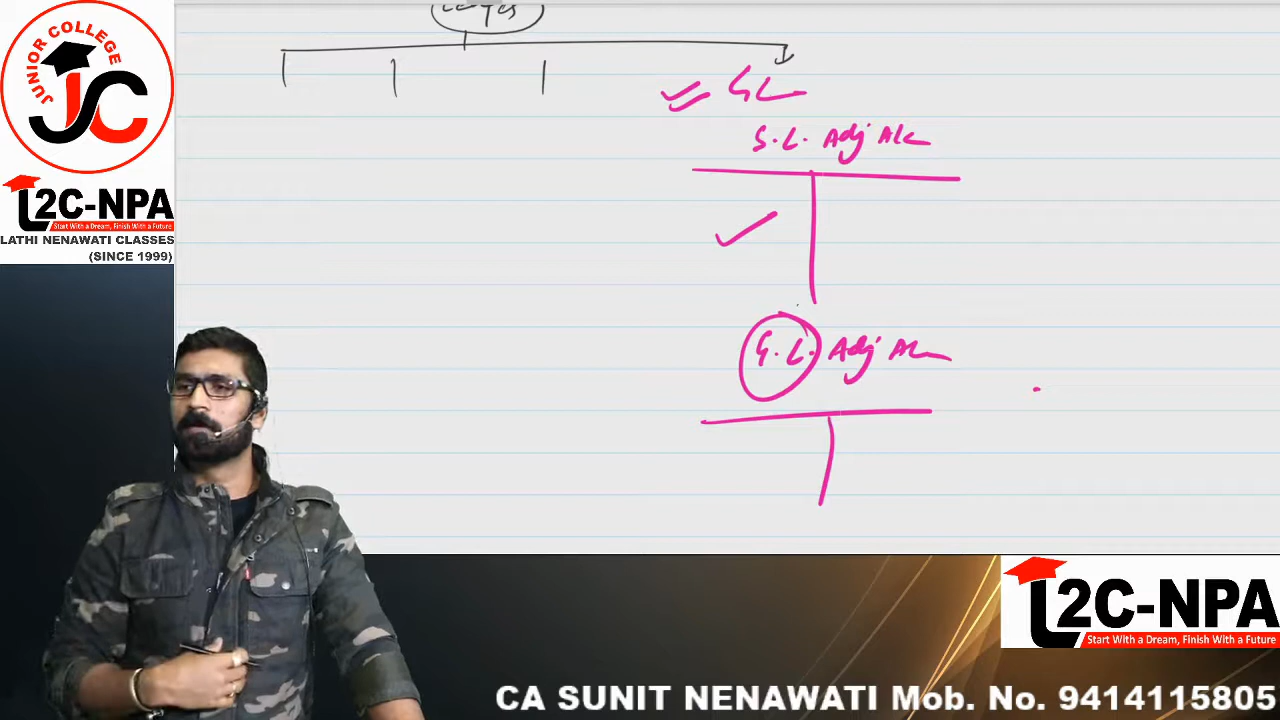 JUNIOR COLLEGE
JC
L2C-NPA
Start With a Dream, Finish With a Future
LATHI NENAWATI CLASSES
(SINCE 1999)
GL
S.L. Adj A/c
G.L. Adj A/c
L2C-NPA
Start With a Dream, Finish With a Future
CA SUNIT NENAWATI Mob. No. 9414115805